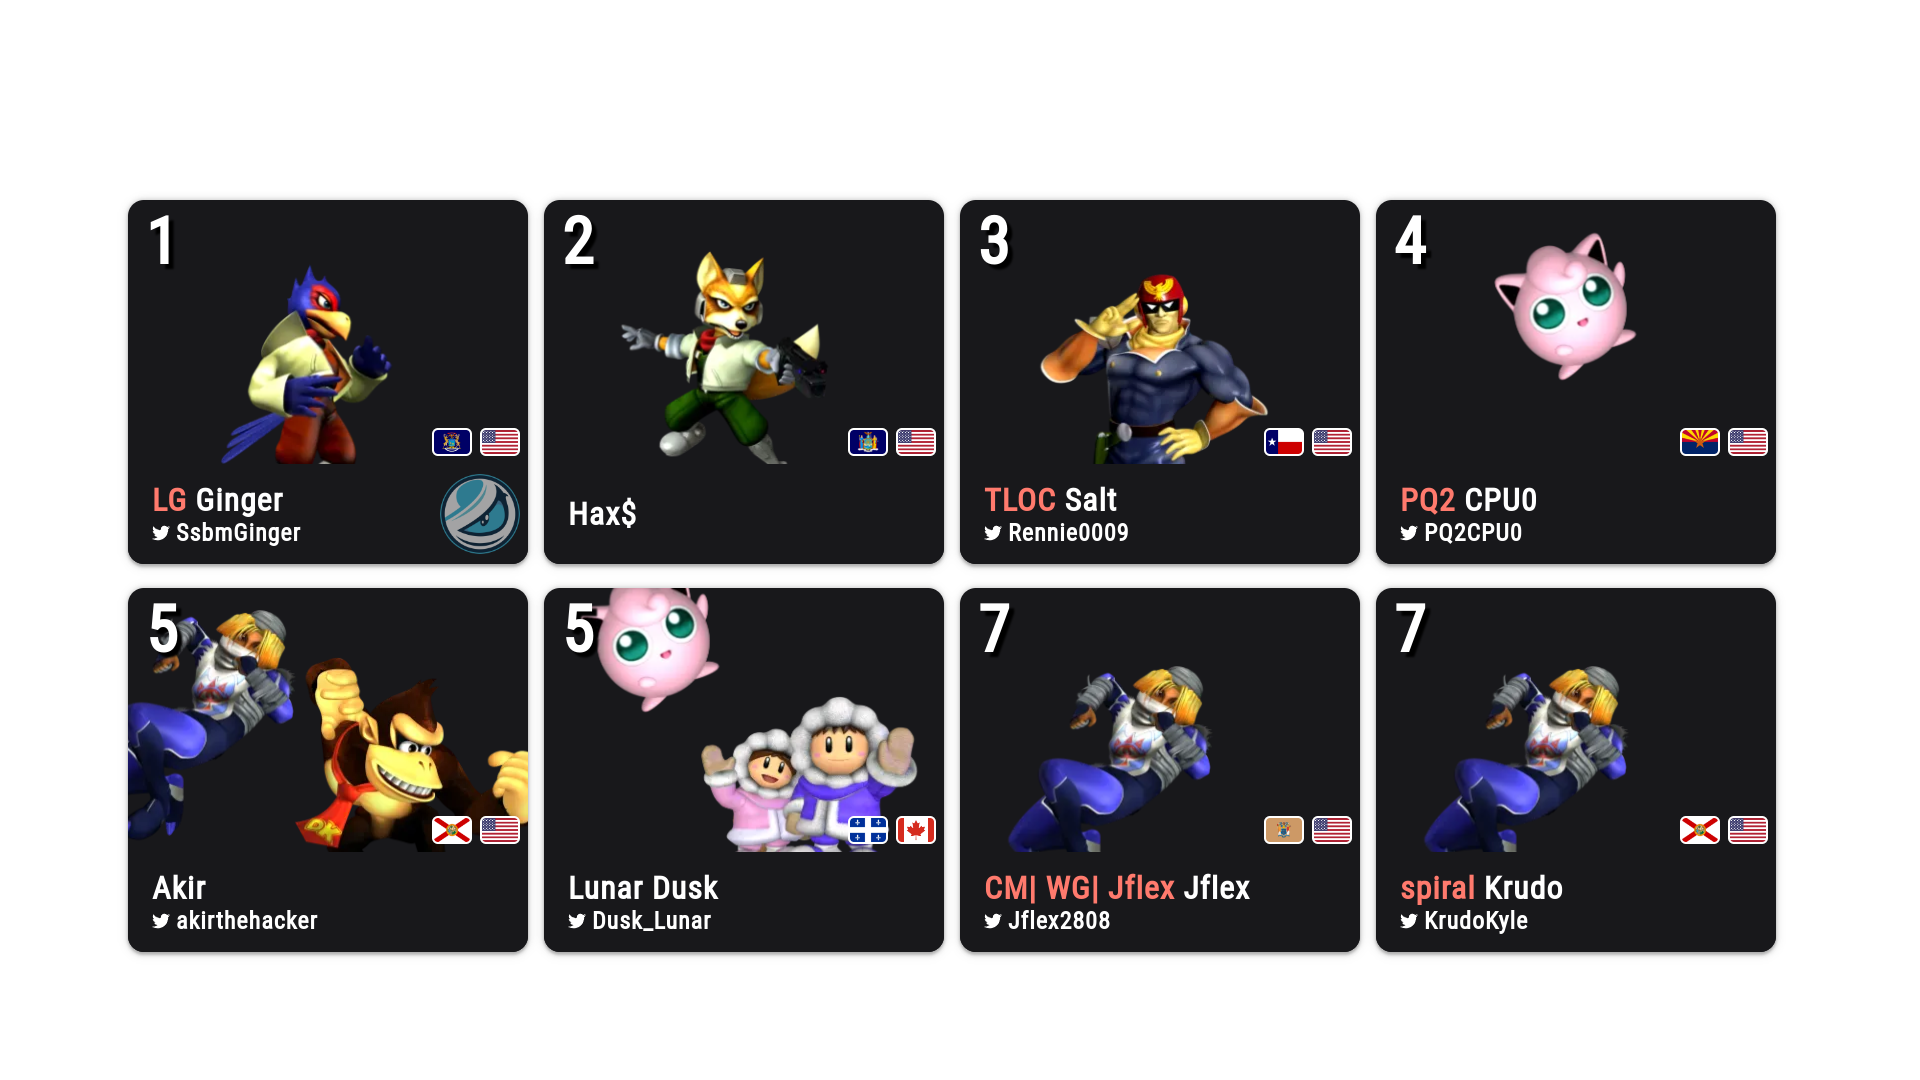 1
LG Ginger
SsbmGinger
2
Hax$
3
TLOC Salt
Rennie0009
4
PQ2 CPU0
PQ2CPU0
5
Akir
akirthehacker
5
Lunar Dusk
Dusk_Lunar
7
CM| WG| Jflex Jflex
Jflex2808
7
spiral Krudo
KrudoKyle